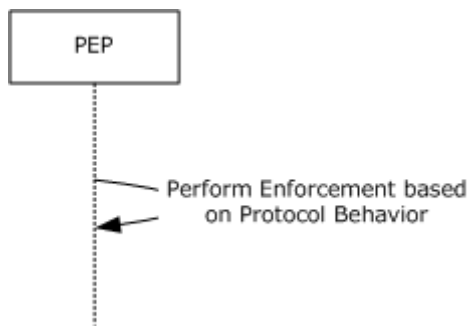 PEP
Perform Enforcement based
on Protocol Behavior